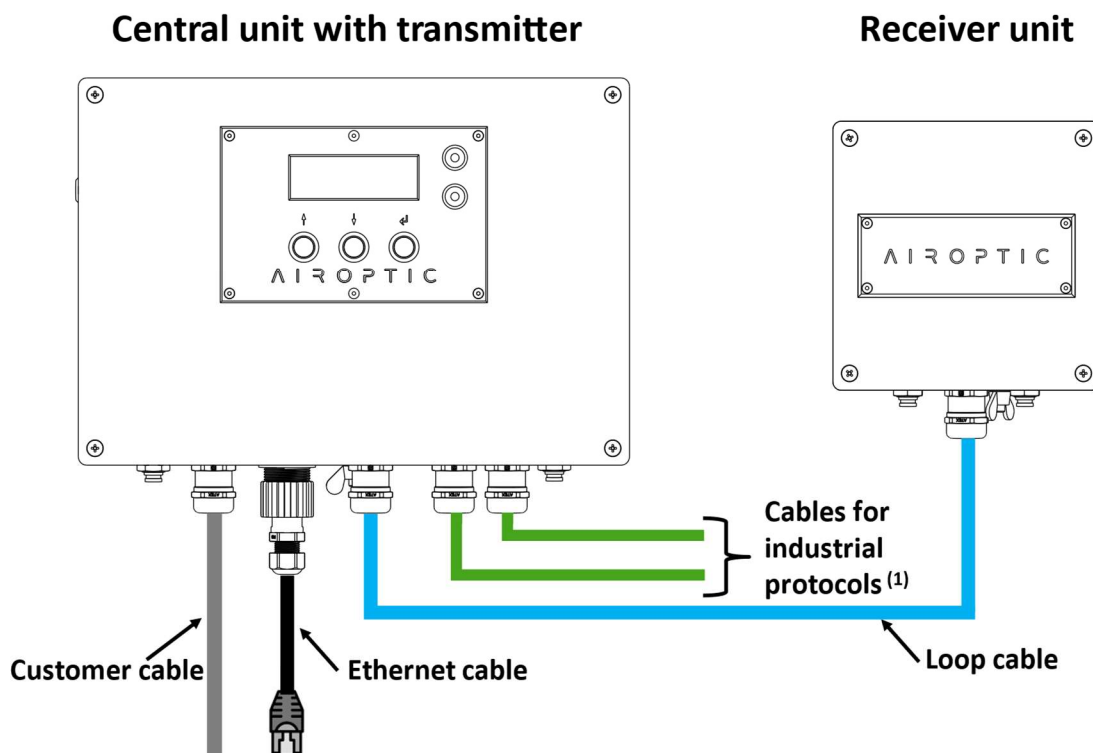 Central unit with transmitter
Receiver unit
AIROPTIC
AIROPTIC
Cables for
industrial
protocols (1)
Customer cable
Ethernet cable
Loop cable